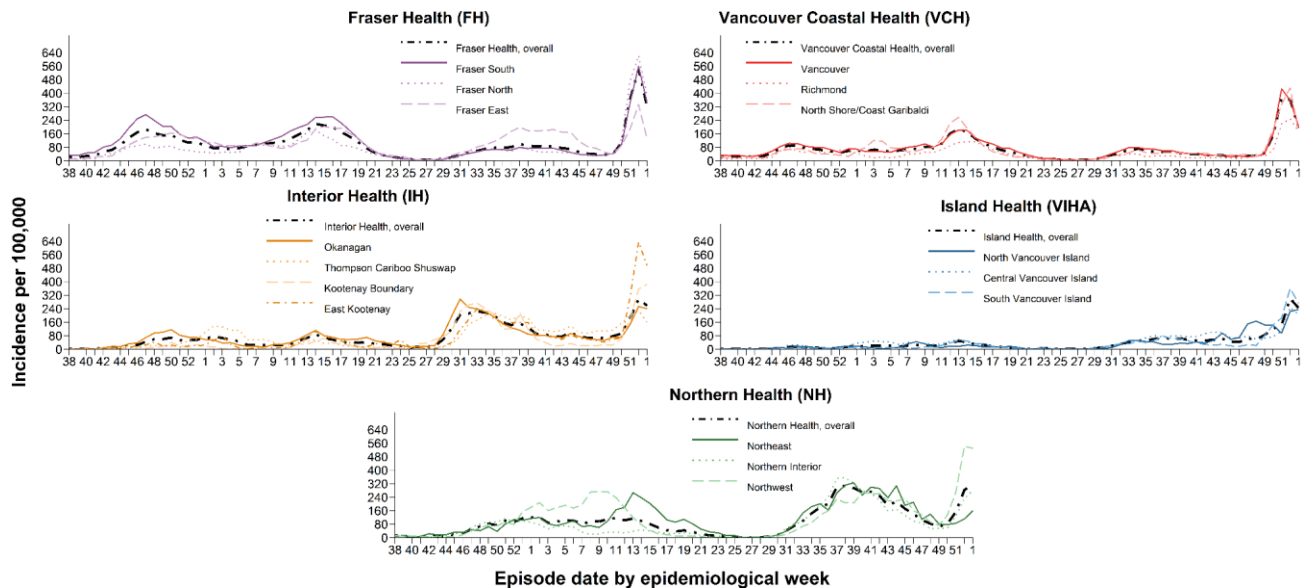 Fraser Health (FH)
Fraser Health, overall
Fraser South
Fraser North
Fraser East
640
560
480
400
320
240
160
80
0
38 40 42 44 46 48 50 52 1 3 5 7 9 11 13 15 17 19 21 23 25 27 29 31 33 35 37 39 41 43 45 47 49 51 1
Vancouver Coastal Health (VCH)
Vancouver Coastal Health, overall
Vancouver
Richmond
North Shore/Coast Garibaldi
640
560
480
400
320
240
160
80
0
38 40 42 44 46 48 50 52 1 3 5 7 9 11 13 15 17 19 21 23 25 27 29 31 33 35 37 39 41 43 45 47 49 51 1
Incidence per 100,000
Interior Health (IH)
Interior Health, overall
Okanagan
Thompson Cariboo Shuswap
Kootenay Boundary
East Kootenay
640
560
480
400
320
240
160
80
0
38 40 42 44 46 48 50 52 1 3 5 7 9 11 13 15 17 19 21 23 25 27 29 31 33 35 37 39 41 43 45 47 49 51 1
Island Health (VIHA)
Island Health, overall
North Vancouver Island
Central Vancouver Island
South Vancouver Island
640
560
480
400
320
240
160
80
0
38 40 42 44 46 48 50 52 1 3 5 7 9 11 13 15 17 19 21 23 25 27 29 31 33 35 37 39 41 43 45 47 49 51 1
Northern Health (NH)
Northern Health, overall
Northeast
Northern Interior
Northwest
640
560
480
400
320
240
160
80
0
38 40 42 44 46 48 50 52 1 3 5 7 9 11 13 15 17 19 21 23 25 27 29 31 33 35 37 39 41 43 45 47 49 51 1
Episode date by epidemiological week